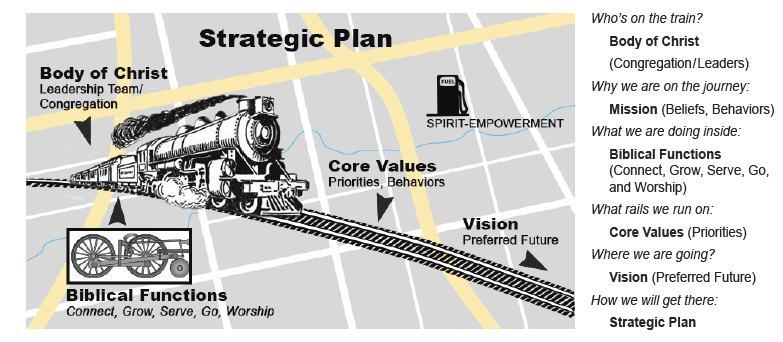 Strategic Plan
Body of Christ
Leadership Team/
Congregation
FUEL
SPIRIT-EMPOWERMENT
Core Values
Priorities, Behaviors
Vision
Preferred Future
Biblical Functions
Connect, Grow, Serve, Go, Worship
Who's on the train?
Body of Christ
(Congregation/Leaders)
Why we are on the journey:
Mission (Beliefs, Behaviors)
What we are doing inside:
Biblical Functions
(Connect, Grow, Serve, Go,
and Worship)
What rails we run on:
Core Values (Priorities)
Where we are going?
Vision (Preferred Future)
How we will get there:
Strategic Plan